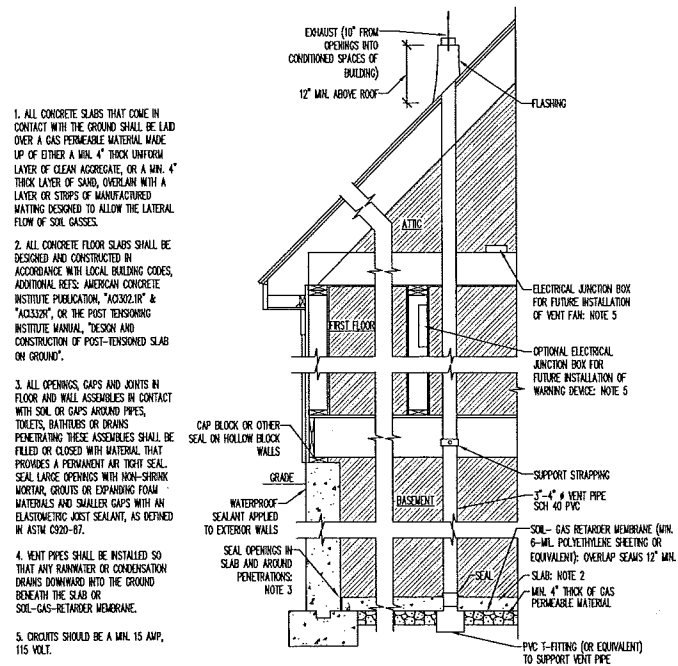 1. ALL CONCRETE SLABS THAT COME IN
CONTACT WITH THE GROUND SHALL BE LAID
OVER A GAS PERMEABLE MATERIAL MADE
UP OF EITHER A MIN. 4" THICK UNIFORM
LAYER OF CLEAN AGGREGATE, OR A MIN. 4"
THICK LAYER OF SAND, OVERLAIN WITH A
LAYER OR STRIPS OF MANUFACTURED
MATTING DESIGNED TO ALLOW THE LATERAL
FLOW OF SOIL GASSES.
2. ALL CONCRETE FLOOR SLABS SHALL BE
DESIGNED AND CONSTRUCTED IN
ACCORDANCE WITH LOCAL BUILDING CODES,
ADDITIONAL REFS: AMERICAN CONCRETE
INSTITUTE PUBLICATION, "ACI302.1R" &
"ACI332R", OR THE POST TENSIONING
INSTITUTE MANUAL, "DESIGN AND
CONSTRUCTION OF POST-TENSIONED SLAB
ON GROUND".
3. ALL OPENINGS, GAPS AND JOINTS IN
FLOOR AND WALL ASSEMBLIES IN CONTACT
WITH SOIL OR GAPS AROUND PIPES,
TOILETS, BATHTUBS OR DRAINS
PENETRATING THESE ASSEMBLIES SHALL BE
FILLED OR CLOSED WITH MATERIAL THAT
PROVIDES A PERMANENT AIR TIGHT SEAL.
SEAL LARGE OPENINGS WITH NON-SHRINK
MORTAR, GROUTS OR EXPANDING FOAM
MATERIALS AND SMALLER GAPS WITH AN
ELASTOMETRIC JOIST SEALANT, AS DEFINED
IN ASTM C920-87.
4. VENT PIPES SHALL BE INSTALLED SO
THAT ANY RAINWATER OR CONDENSATION
DRAINS DOWNWARD INTO THE GROUND
BENEATH THE SLAB OR
SOIL-GAS-RETARDER MEMBRANE.
5. CIRCUITS SHOULD BE A MIN. 15 AMP,
115 VOLT.
EXHAUST (10" FROM
OPENINGS INTO
CONDITIONED SPACES OF
BUILDING)
12" MIN. ABOVE ROOF
FLASHING
ATTIC
ELECTRICAL JUNCTION BOX
FOR FUTURE INSTALLATION
OF VENT FAN: NOTE 5
FIRST FLOOR
OPTIONAL ELECTRICAL
JUNCTION BOX FOR
FUTURE INSTALLATION OF
WARNING DEVICE: NOTE 5
CAP BLOCK OR OTHER
SEAL ON HOLLOW BLOCK
WALLS
GRADE
WATERPROOF
SEALANT APPLIED
TO EXTERIOR WALLS
SEAL OPENINGS IN
SLAB AND AROUND
PENETRATIONS:
NOTE 3
BASEMENT
SUPPORT STRAPPING
3"-4" ø VENT PIPE
SCH 40 PVC
SOIL- GAS RETARDER MEMBRANE (MIN.
6-MIL POLYETHYLENE SHEETING OR
EQUIVALENT): OVERLAP SEAMS 12" MIN.
SEAL
SLAB: NOTE 2
MIN. 4" THICK OF GAS
PERMEABLE MATERIAL
PVC T-FITTING (OR EQUIVALENT)
TO SUPPORT VENT PIPE